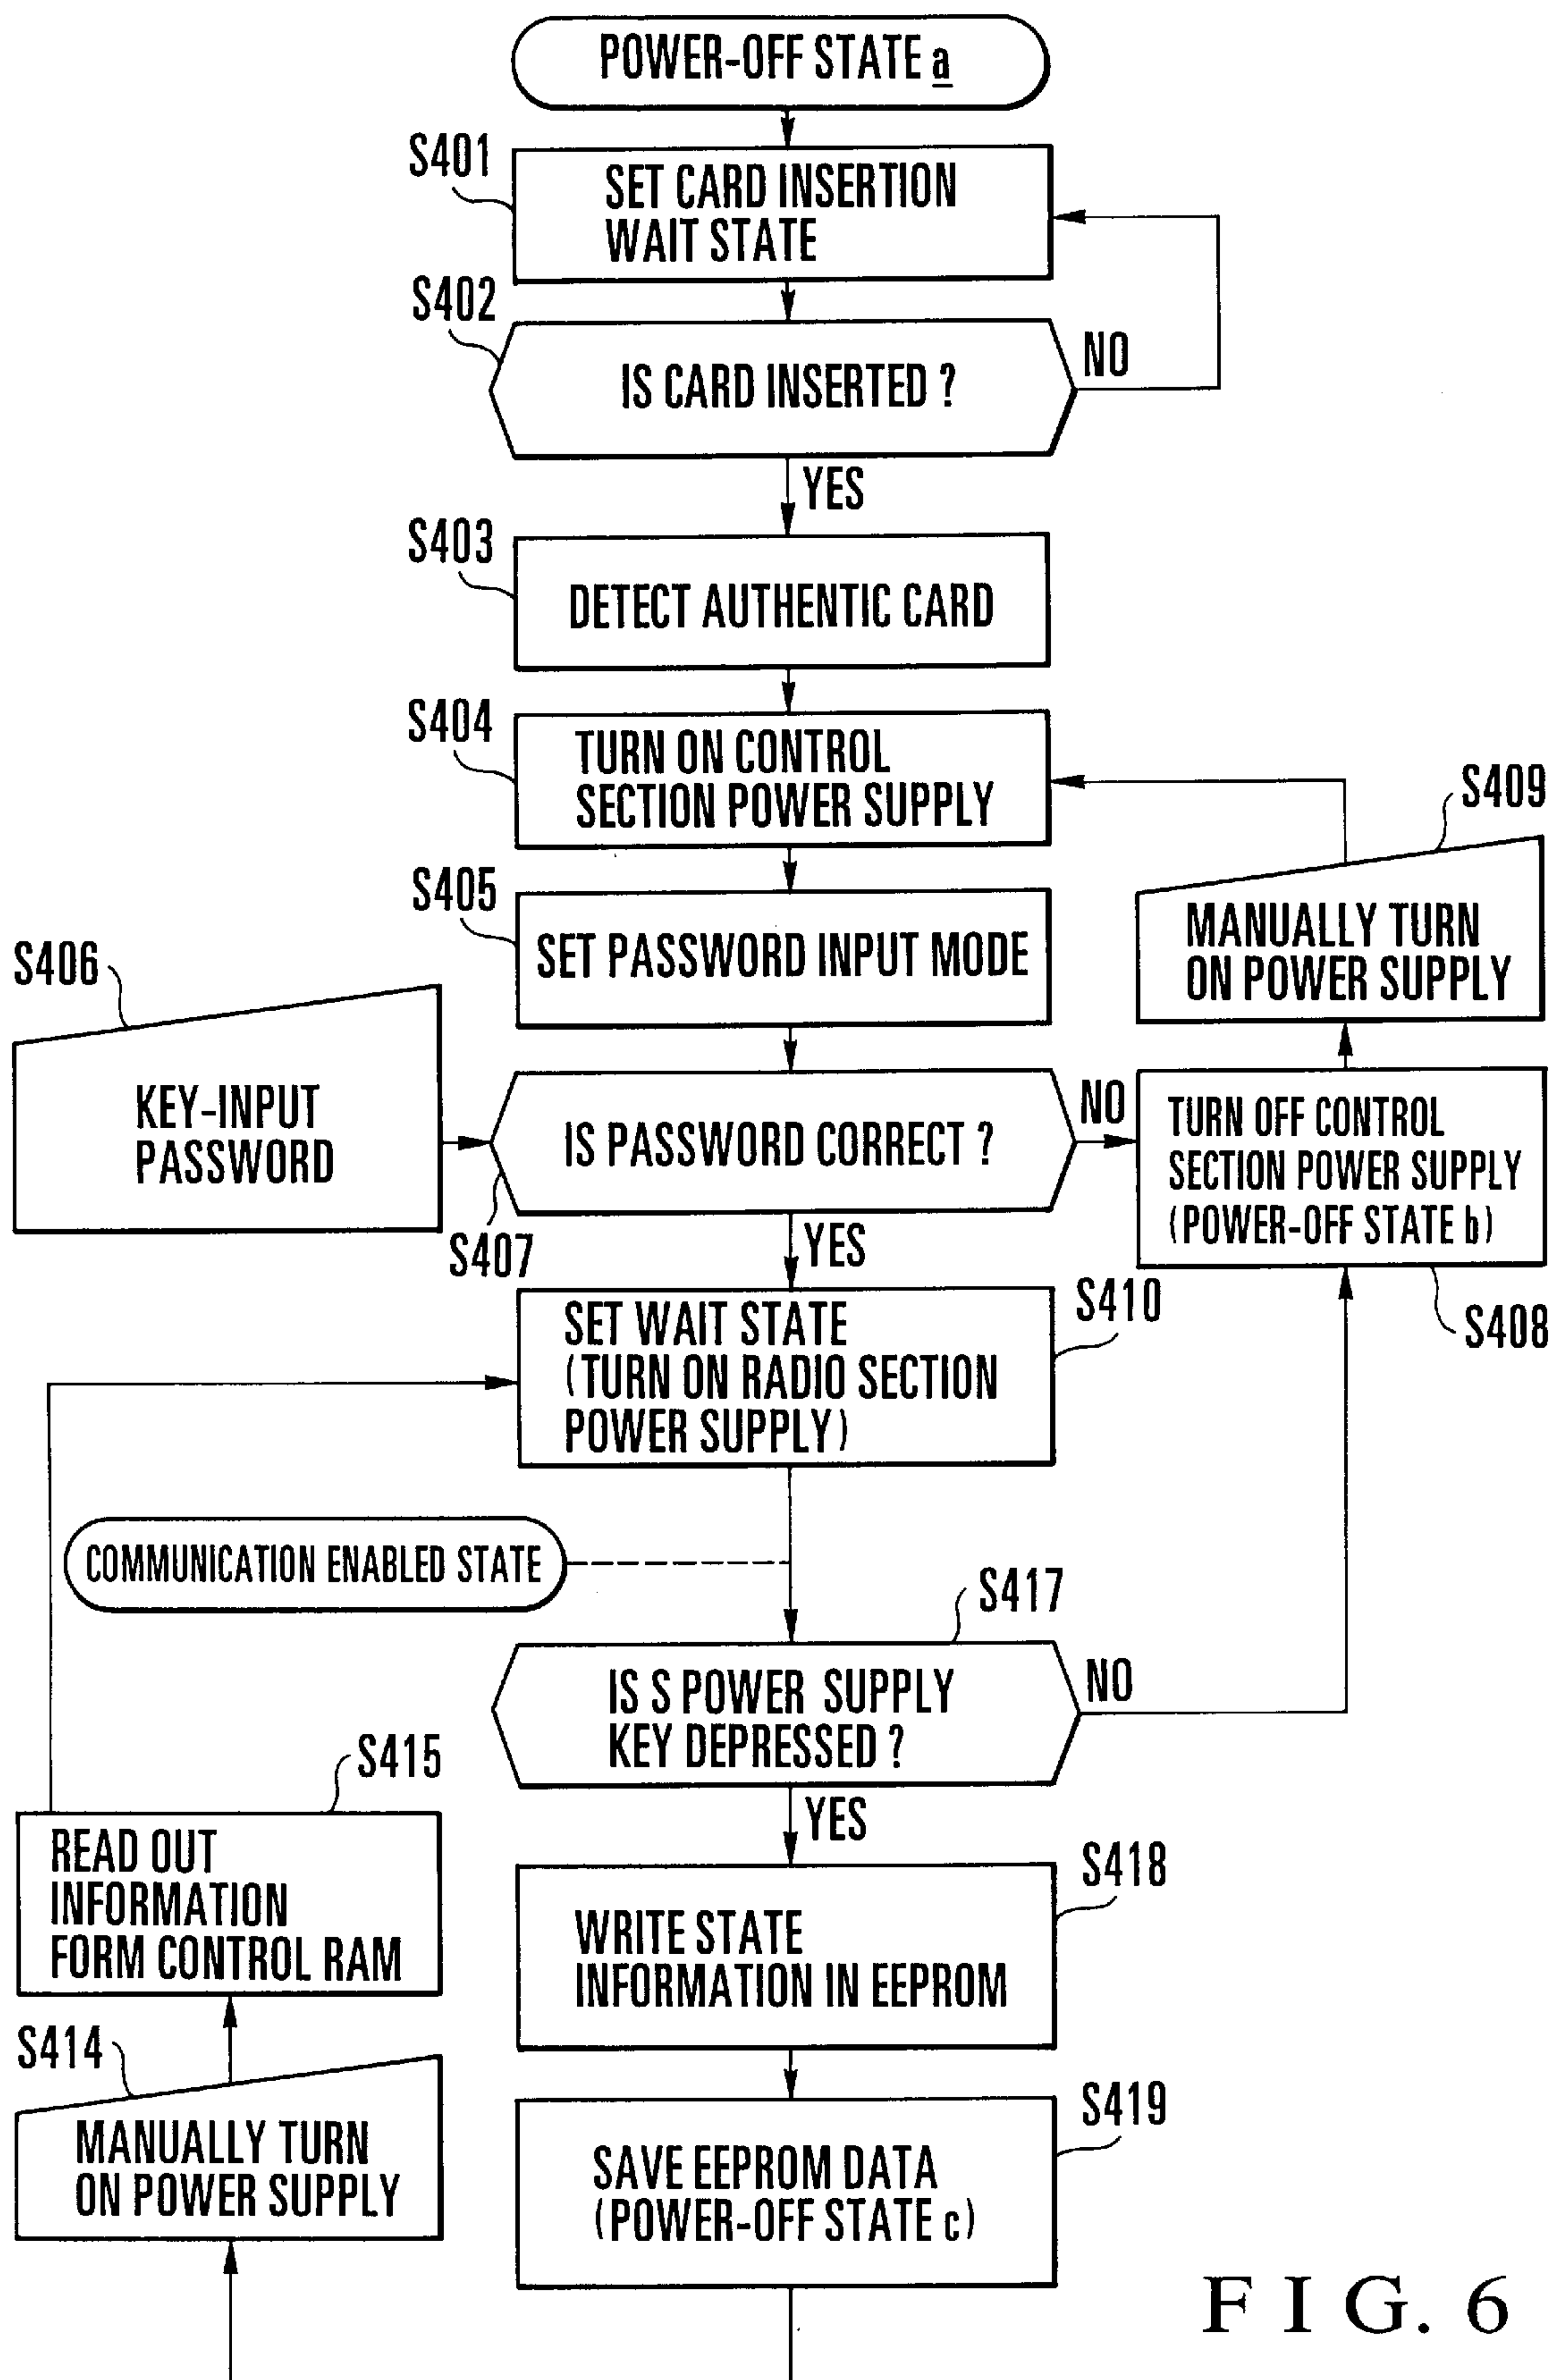 POWER-OFF STATE a
S401
SET CARD INSERTION
WAIT STATE
S402
IS CARD INSERTED ?
NO
YES
S403
DETECT AUTHENTIC CARD
S404
TURN ON CONTROL
SECTION POWER SUPPLY
S409
MANUALLY TURN
ON POWER SUPPLY
S405
SET PASSWORD INPUT MODE
S406
KEY-INPUT
PASSWORD
IS PASSWORD CORRECT ?
NO
S407
YES
TURN OFF CONTROL
SECTION POWER SUPPLY
(POWER-OFF STATE b)
S408
SET WAIT STATE
(TURN ON RADIO SECTION
POWER SUPPLY)
S410
COMMUNICATION ENABLED STATE
S417
IS S POWER SUPPLY
KEY DEPRESSED ?
NO
YES
S415
READ OUT
INFORMATION
FORM CONTROL RAM
S418
WRITE STATE
INFORMATION IN EEPROM
S414
MANUALLY TURN
ON POWER SUPPLY
S419
SAVE EEPROM DATA
(POWER-OFF STATE c)
FIG. 6